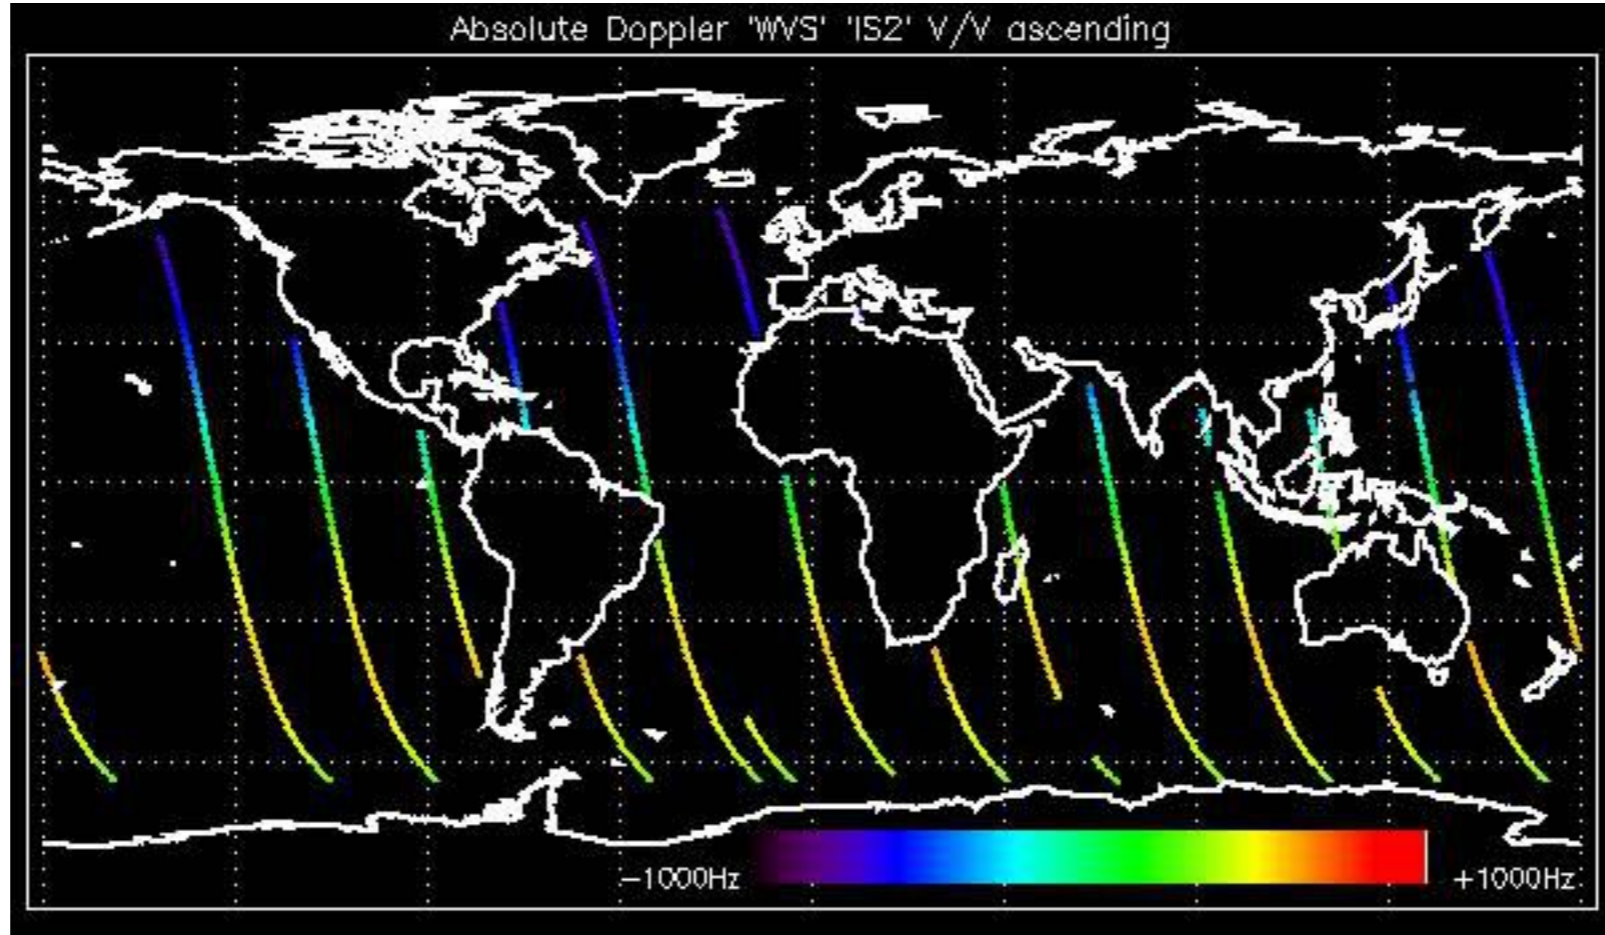 Absolute Doppler 'WVS' 'IS2' V/V ascending
−1000Hz +1000Hz